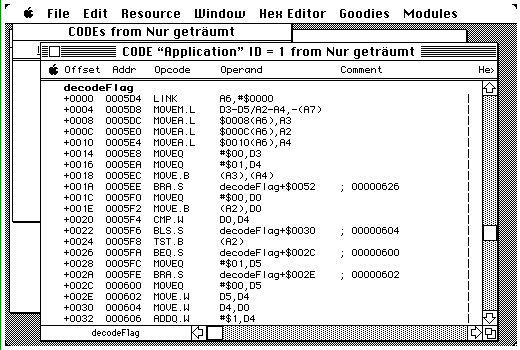 File Edit Resource Window Hex Editor Goodies Modules
CODEs from Nur geträumt
CODE “Application” ID = 1 from Nur geträumt
Offset Addr Opcode Operand Comment Hex
decodeFlag
+0000 0005D4 LINK A6,#$0000
+0004 0005D8 MOVEM.L D3-D5/A2-A4,-(A7)
+0008 0005DC MOVEA.L $0008(A6),A3
+000C 0005E0 MOVEA.L $000C(A6),A2
+0010 0005E4 MOVEA.L $0010(A6),A4
+0014 0005E8 MOVEQ #$00,D3
+0016 0005EA MOVEQ #$01,D4
+0018 0005EC MOVE.B (A3),(A4)
+001A 0005EE BRA.S decodeFlag+$0052 ; 00000626
+001C 0005F0 MOVEQ #$00,D0
+001E 0005F2 MOVE.B (A2),D0
+0020 0005F4 CMP.W D0,D4
+0022 0005F6 BLS.S decodeFlag+$0030 ; 00000604
+0024 0005F8 TST.B (A2)
+0026 0005FA BEQ.S decodeFlag+$002C ; 00000600
+0028 0005FC MOVEQ #$01,D5
+002A 0005FE BRA.S decodeFlag+$002E ; 00000602
+002C 000600 MOVEQ #$00,D5
+002E 000602 MOVE.W D5,D4
+0030 000604 MOVE.W D4,D0
+0032 000606 ADDQ.W #$1,D4
decodeFlag